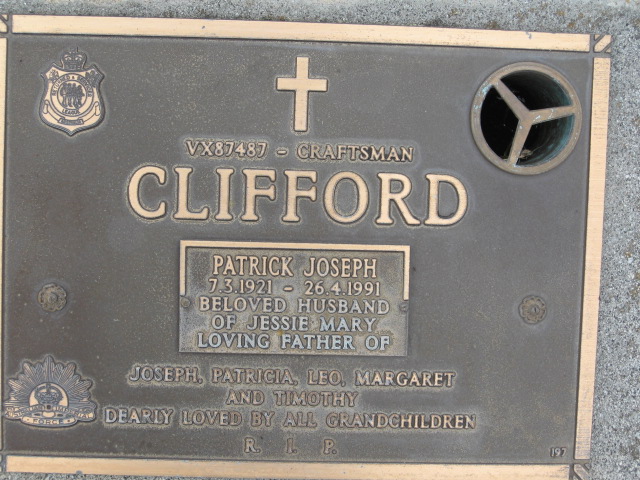 VX87487 - CRAFTSMAN
CLIFFORD
PATRICK JOSEPH
7.3.1921 - 26.4.1991
BELOVED HUSBAND
OF JESSIE MARY
LOVING FATHER OF
JOSEPH, PATRICIA, LEO, MARGARET
AND TIMOTHY
DEARLY LOVED BY ALL GRANDCHILDREN
R. I. P.
197